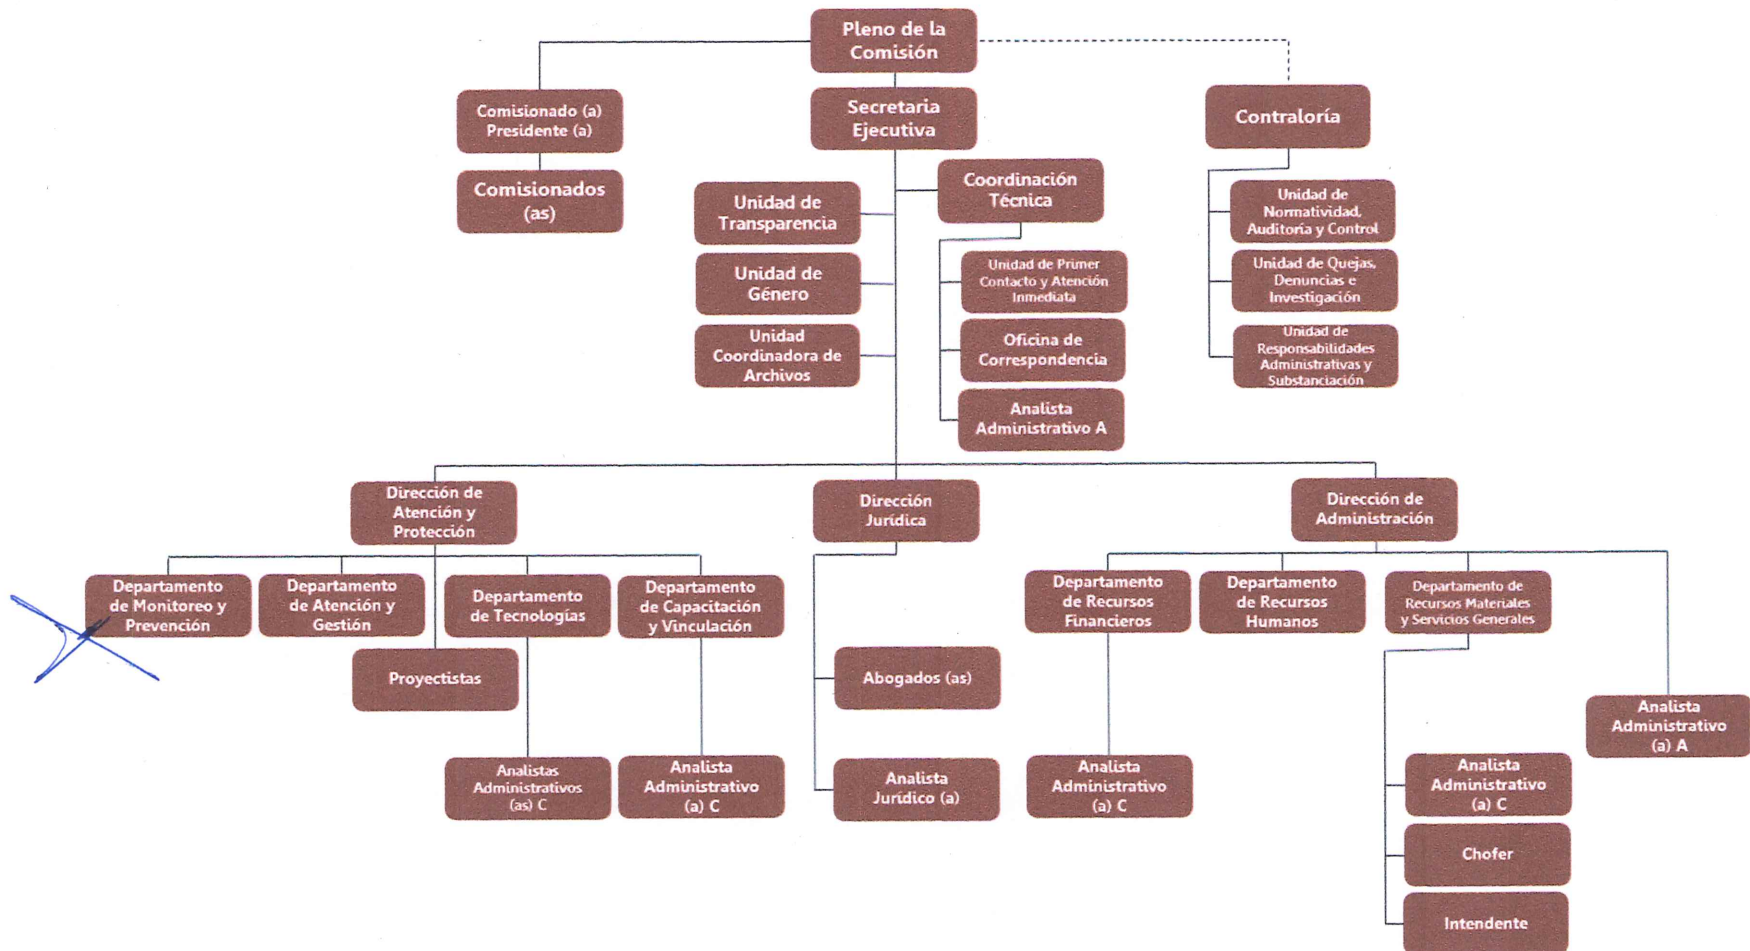 Pleno de la
Comisión
Comisionado (a)
Presidente (a)
Secretaria
Ejecutiva
Contraloría
Comisionados
(as)
Coordinación
Técnica
Unidad de
Transparencia
Unidad de
Normatividad,
Auditoría y Control
Unidad de
Género
Unidad de Primer
Contacto y Atención
Inmediata
Unidad de Quejas,
Denuncias e
Investigación
Unidad
Coordinadora de
Archivos
Oficina de
Correspondencia
Unidad de
Responsabilidades
Administrativas y
Substanciación
Analista
Administrativo A
Dirección de
Atención y
Protección
Dirección
Jurídica
Dirección de
Administración
Departamento
de Monitoreo y
Prevención
Departamento
de Atención y
Gestión
Departamento
de Tecnologías
Departamento
de Capacitación
y Vinculación
Departamento
de Recursos
Financieros
Departamento
de Recursos
Humanos
Departamento de
Recursos Materiales
y Servicios Generales
Proyectistas
Abogados (as)
Analista
Administrativo
(a) A
Analistas
Administrativos
(as) C
Analista
Administrativo
(a) C
Analista
Jurídico (a)
Analista
Administrativo
(a) C
Analista
Administrativo
(a) C
Chofer
Intendente